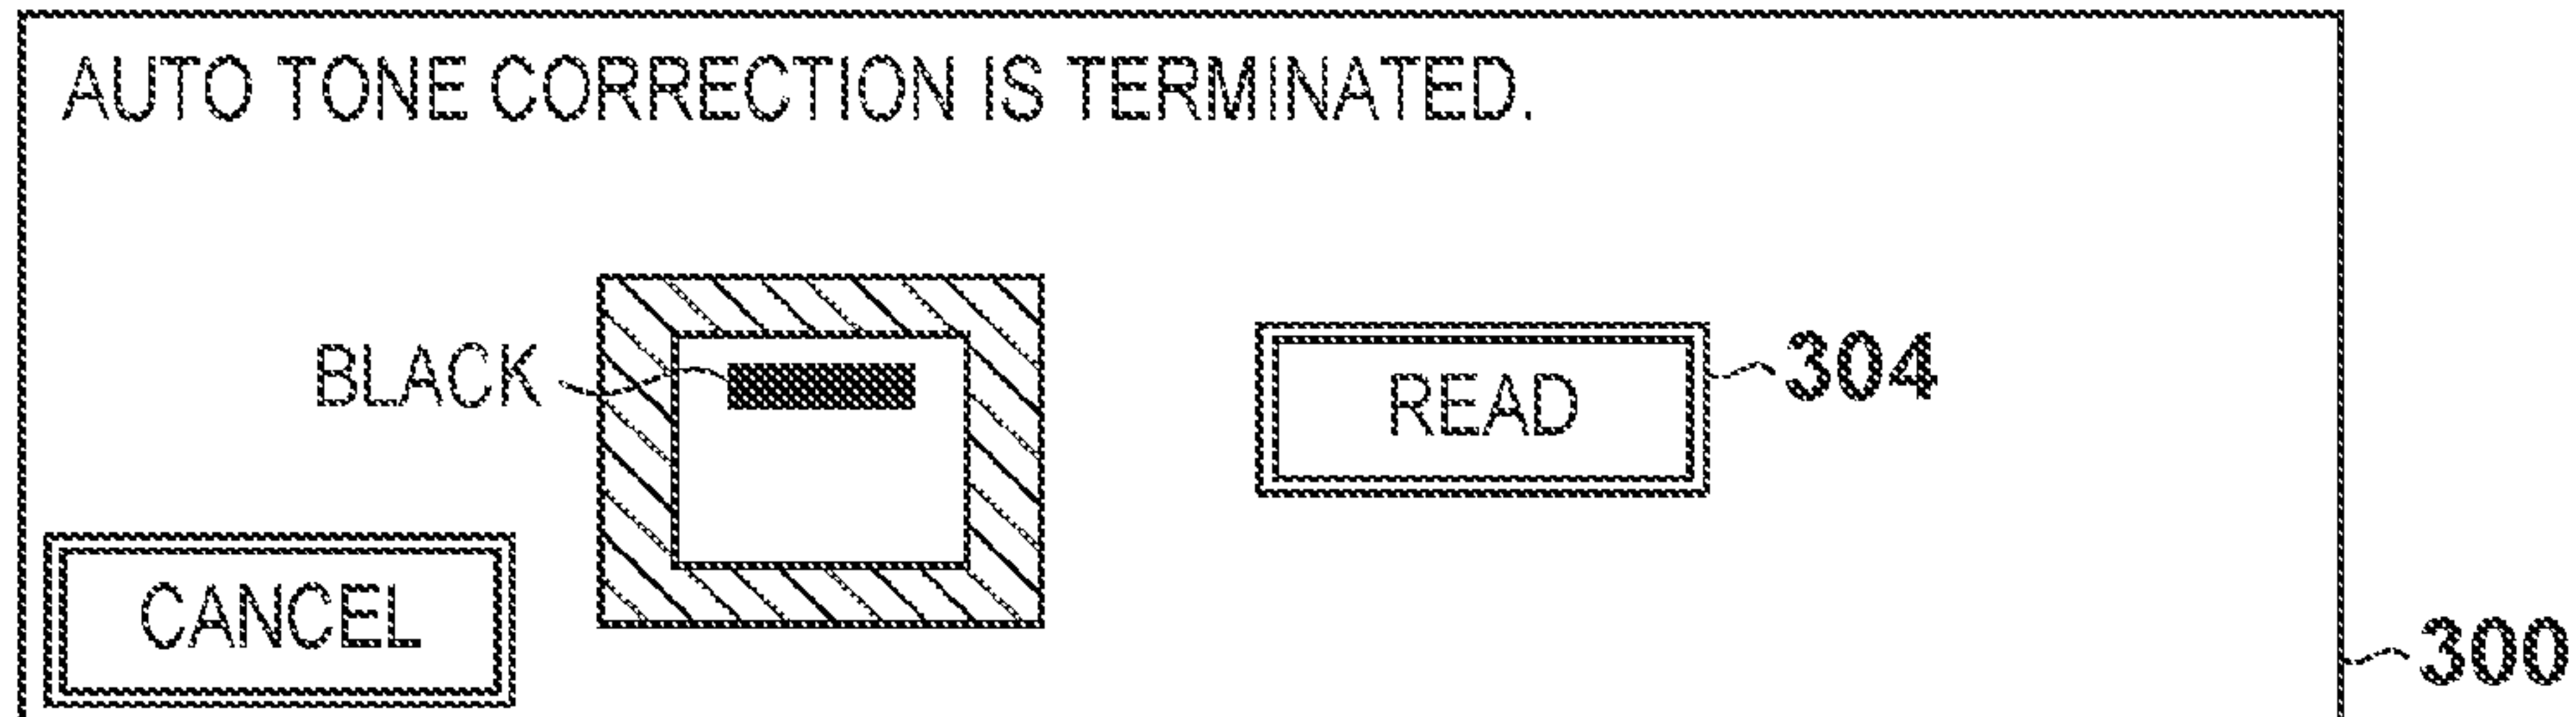 AUTO TONE CORRECTION IS TERMINATED.
BLACK
READ
304
CANCEL
300